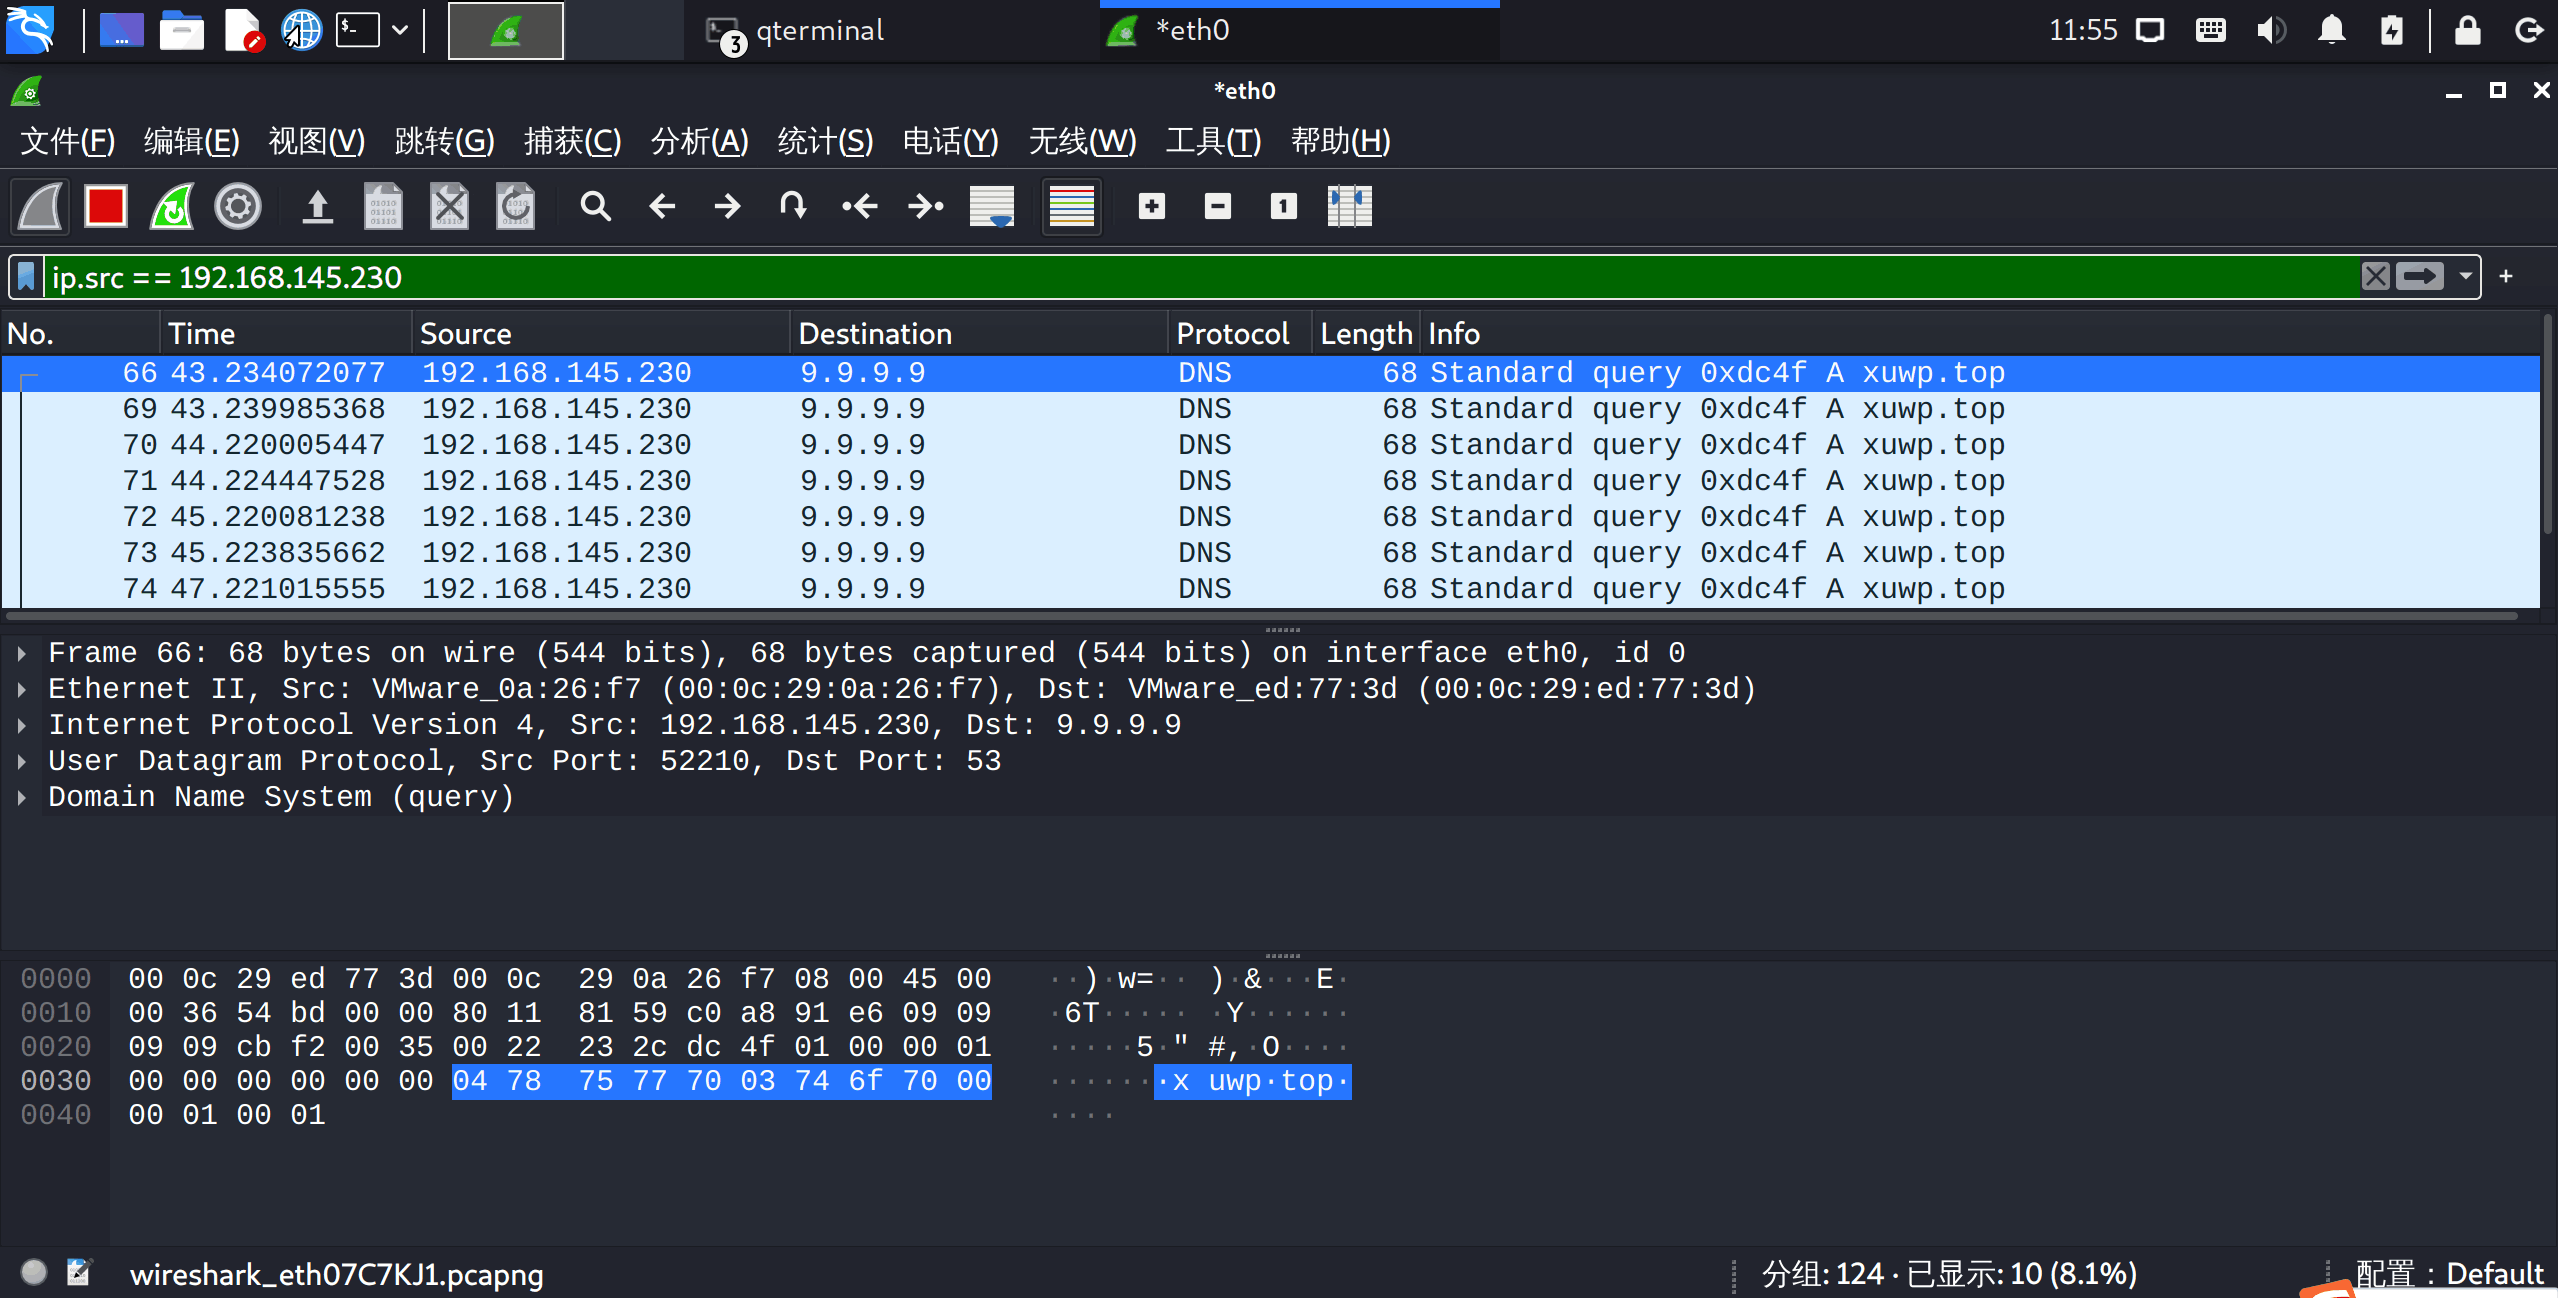 3 qterminal *eth0 11:55
*eth0
文件(F) 编辑(E) 视图(V) 跳转(G) 捕获(C) 分析(A) 统计(S) 电话(Y) 无线(W) 工具(T) 帮助(H)
ip.src == 192.168.145.230
No. Time Source Destination Protocol Length Info
66 43.234072077 192.168.145.230 9.9.9.9 DNS 68 Standard query 0xdc4f A xuwp.top
69 43.239985368 192.168.145.230 9.9.9.9 DNS 68 Standard query 0xdc4f A xuwp.top
70 44.220005447 192.168.145.230 9.9.9.9 DNS 68 Standard query 0xdc4f A xuwp.top
71 44.224447528 192.168.145.230 9.9.9.9 DNS 68 Standard query 0xdc4f A xuwp.top
72 45.220081238 192.168.145.230 9.9.9.9 DNS 68 Standard query 0xdc4f A xuwp.top
73 45.223835662 192.168.145.230 9.9.9.9 DNS 68 Standard query 0xdc4f A xuwp.top
74 47.221015555 192.168.145.230 9.9.9.9 DNS 68 Standard query 0xdc4f A xuwp.top
Frame 66: 68 bytes on wire (544 bits), 68 bytes captured (544 bits) on interface eth0, id 0
Ethernet II, Src: VMware_0a:26:f7 (00:0c:29:0a:26:f7), Dst: VMware_ed:77:3d (00:0c:29:ed:77:3d)
Internet Protocol Version 4, Src: 192.168.145.230, Dst: 9.9.9.9
User Datagram Protocol, Src Port: 52210, Dst Port: 53
Domain Name System (query)
0000 00 0c 29 ed 77 3d 00 0c 29 0a 26 f7 08 00 45 00 ··)·w=·· )·&···E·
0010 00 36 54 bd 00 00 80 11 81 59 c0 a8 91 e6 09 09 ·6T····· ·Y······
0020 09 09 cb f2 00 35 00 22 23 2c dc 4f 01 00 00 01 ·····5·" #,·O····
0030 00 00 00 00 00 00 04 78 75 77 70 03 74 6f 70 00 ·······x uwp·top·
0040 00 01 00 01 ····
wireshark_eth07C7KJ1.pcapng 分组: 124 · 已显示: 10 (8.1%) 配置：Default